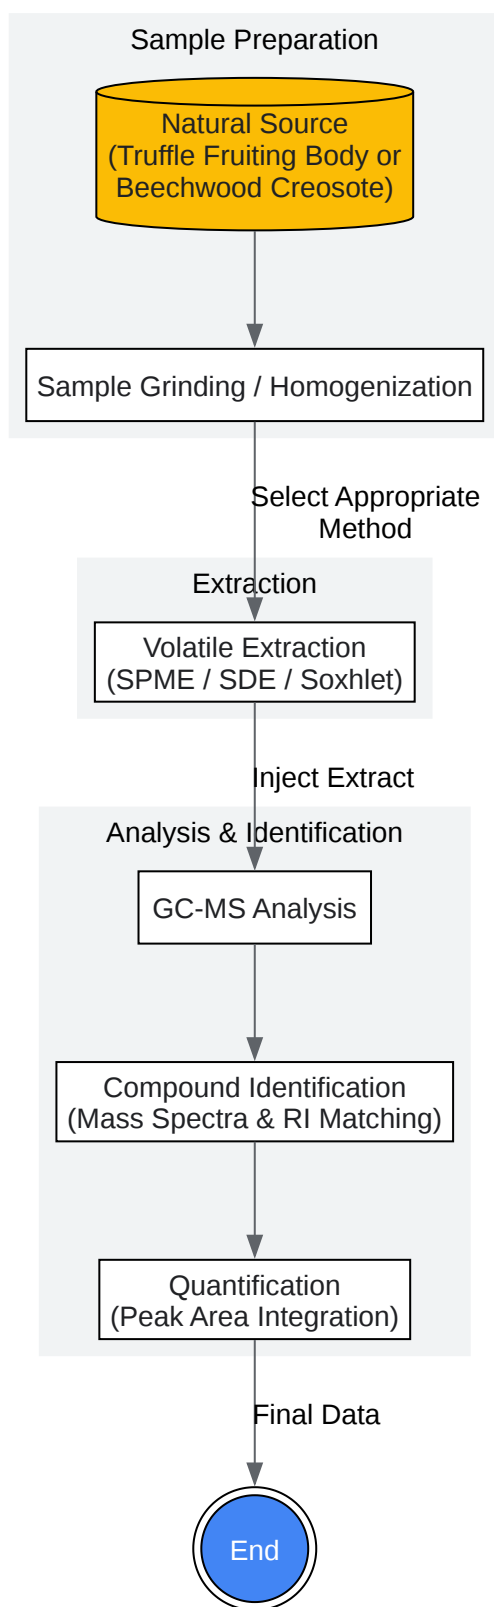 Sample Preparation
Natural Source
(Truffle Fruiting Body or
Beechwood Creosote)
Sample Grinding / Homogenization
Select Appropriate
Method
Extraction
Volatile Extraction
(SPME / SDE / Soxhlet)
Inject Extract
Analysis & Identification
GC-MS Analysis
Compound Identification
(Mass Spectra & RI Matching)
Quantification
(Peak Area Integration)
Final Data
End